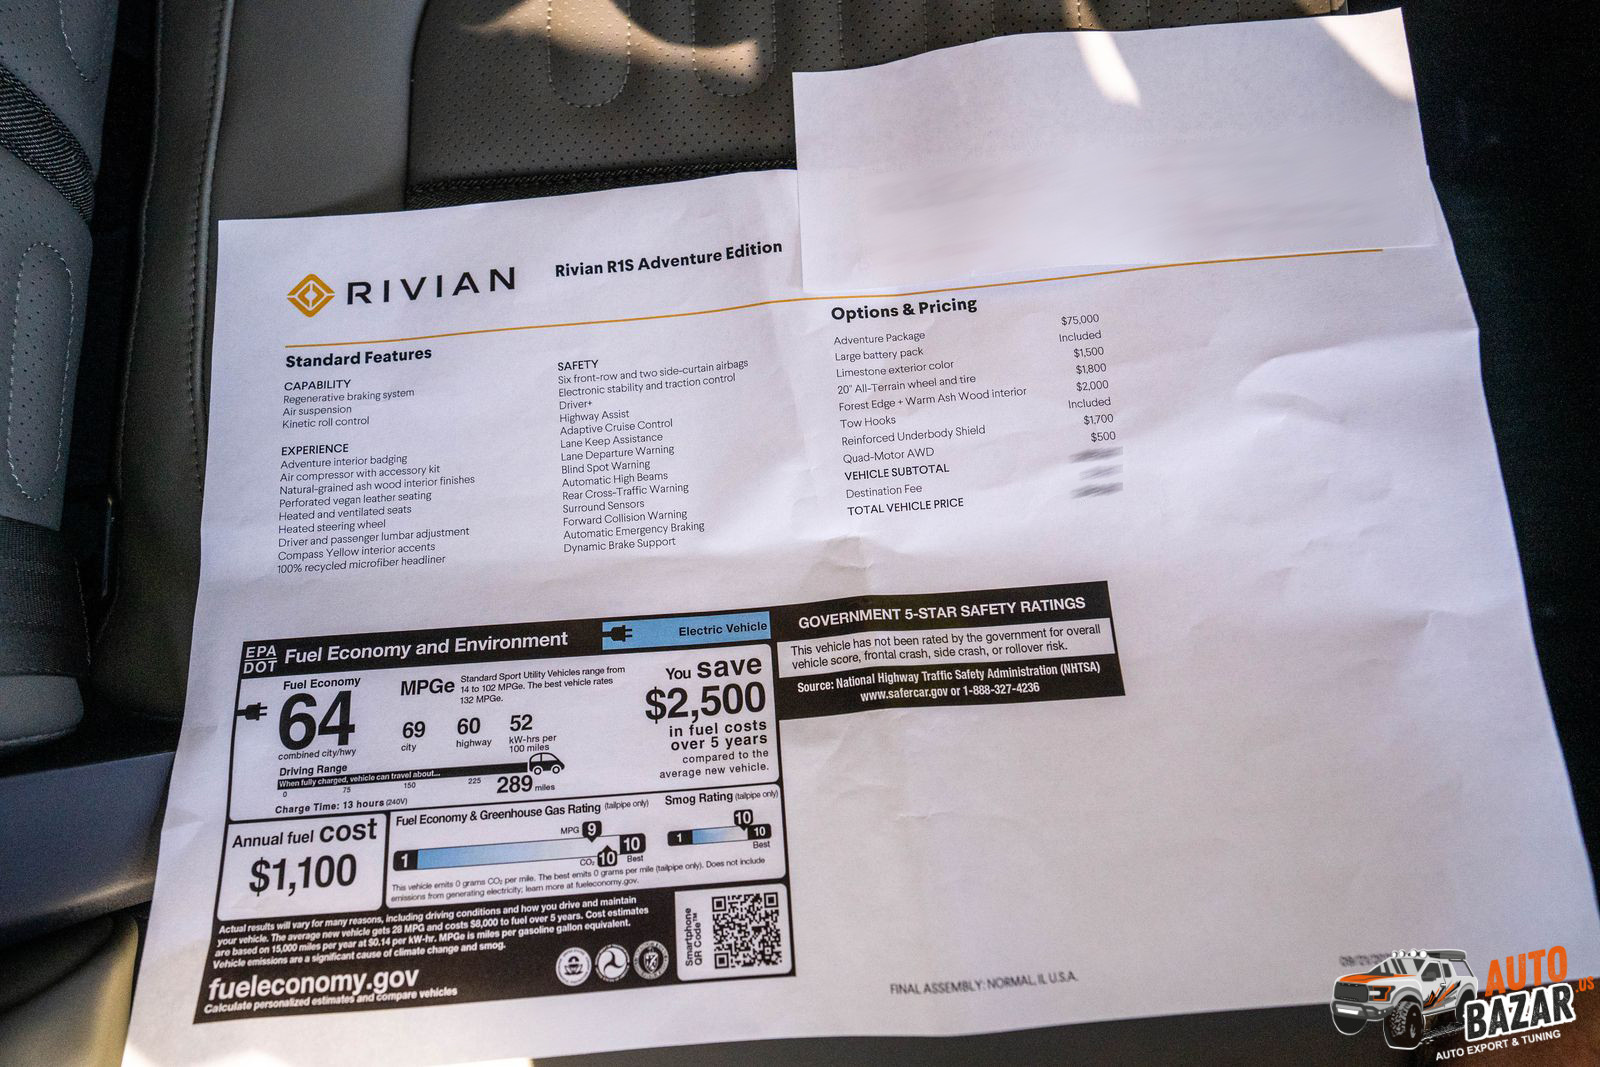 RIVIAN
Rivian R1S Adventure Edition
Standard Features
CAPABILITY
Regenerative braking system
Air suspension
Kinetic roll control
EXPERIENCE
Adventure interior badging
Air compressor with accessory kit
Natural-grained ash wood interior finishes
Perforated vegan leather seating
Heated and ventilated seats
Heated steering wheel
Driver and passenger lumbar adjustment
Compass Yellow interior accents
100% recycled microfiber headliner
SAFETY
Six front-row and two side-curtain airbags
Electronic stability and traction control
Driver+
Highway Assist
Adaptive Cruise Control
Lane Keep Assistance
Lane Departure Warning
Blind Spot Warning
Automatic High Beams
Rear Cross-Traffic Warning
Surround Sensors
Forward Collision Warning
Automatic Emergency Braking
Dynamic Brake Support
Options & Pricing
Adventure Package $75,000
Large battery pack Included
Limestone exterior color $1,500
20" All-Terrain wheel and tire $1,800
Forest Edge + Warm Ash Wood interior $2,000
Tow Hooks Included
Reinforced Underbody Shield $1,700
Quad-Motor AWD $500
VEHICLE SUBTOTAL
Destination Fee
TOTAL VEHICLE PRICE
EPA
DOT
Fuel Economy and Environment
Electric Vehicle
Fuel Economy
64
combined city/hwy
MPGe
Standard Sport Utility Vehicles range from
14 to 102 MPGe. The best vehicle rates
132 MPGe.
69
city
60
highway
52
kW-hrs per
100 miles
You save
$2,500
in fuel costs
over 5 years
compared to the
average new vehicle.
Driving Range
When fully charged, vehicle can travel about...
0 75 150 225 289 miles
Charge Time: 13 hours (240V)
Annual fuel cost
$1,100
Fuel Economy & Greenhouse Gas Rating (tailpipe only)
MPG 9
1 10
CO₂ 10 Best
Smog Rating (tailpipe only)
10
1 10
Best
This vehicle emits 0 grams CO₂ per mile. The best emits 0 grams per mile (tailpipe only). Does not include
emissions from generating electricity; learn more at fueleconomy.gov.
Actual results will vary for many reasons, including driving conditions and how you drive and maintain
your vehicle. The average new vehicle gets 28 MPG and costs $8,000 to fuel over 5 years. Cost estimates
are based on 15,000 miles per year at $0.14 per kW-hr. MPGe is miles per gasoline gallon equivalent.
Vehicle emissions are a significant cause of climate change and smog.
fueleconomy.gov
Calculate personalized estimates and compare vehicles
Smartphone
QR Code™
GOVERNMENT 5-STAR SAFETY RATINGS
This vehicle has not been rated by the government for overall
vehicle score, frontal crash, side crash, or rollover risk.
Source: National Highway Traffic Safety Administration (NHTSA)
www.safercar.gov or 1-888-327-4236
FINAL ASSEMBLY: NORMAL, IL U.S.A.
AUTO
BAZAR
.US
AUTO EXPORT & TUNING